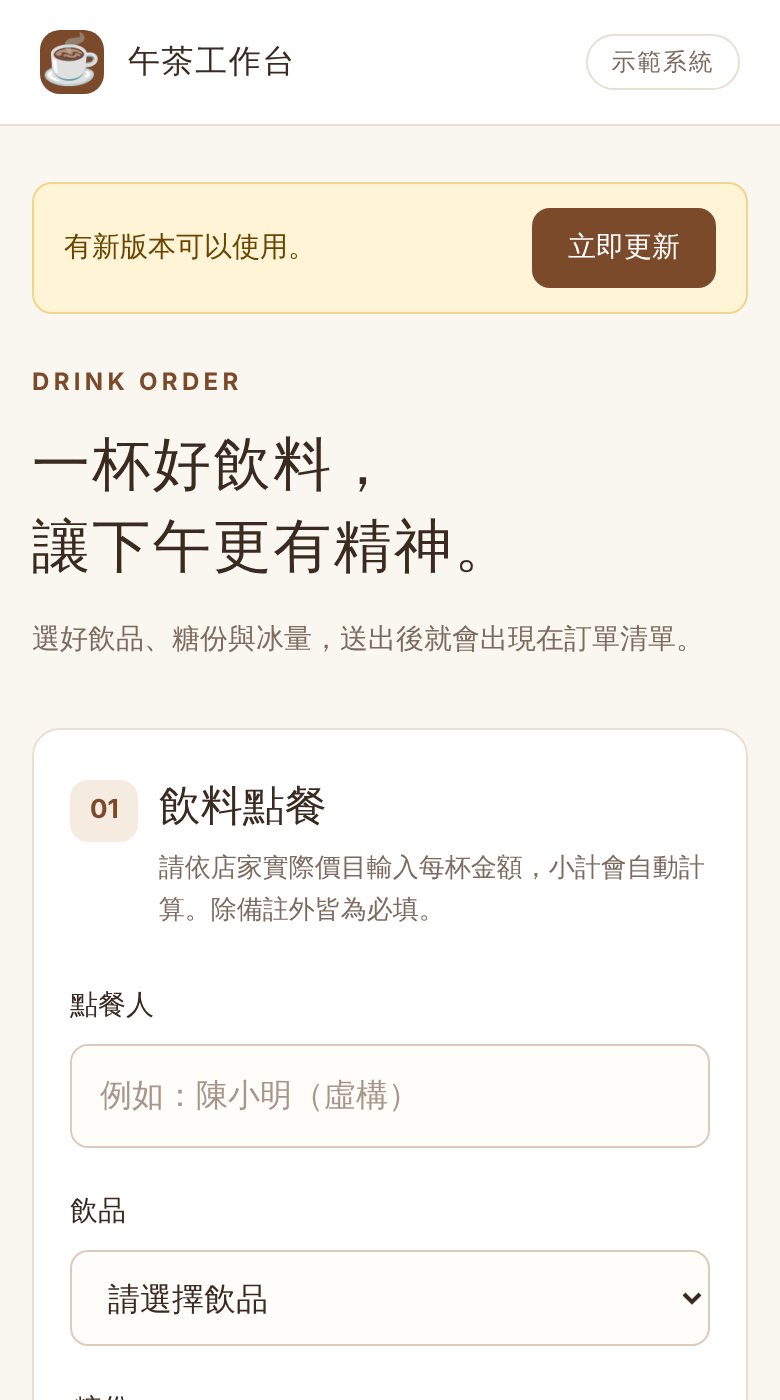 午茶工作台
示範系統
有新版本可以使用。
立即更新
DRINK ORDER
一杯好飲料，
讓下午更有精神。
選好飲品、糖份與冰量，送出後就會出現在訂單清單。
01
飲料點餐
請依店家實際價目輸入每杯金額，小計會自動計
算。除備註外皆為必填。
點餐人
例如：陳小明（虛構）
飲品
請選擇飲品